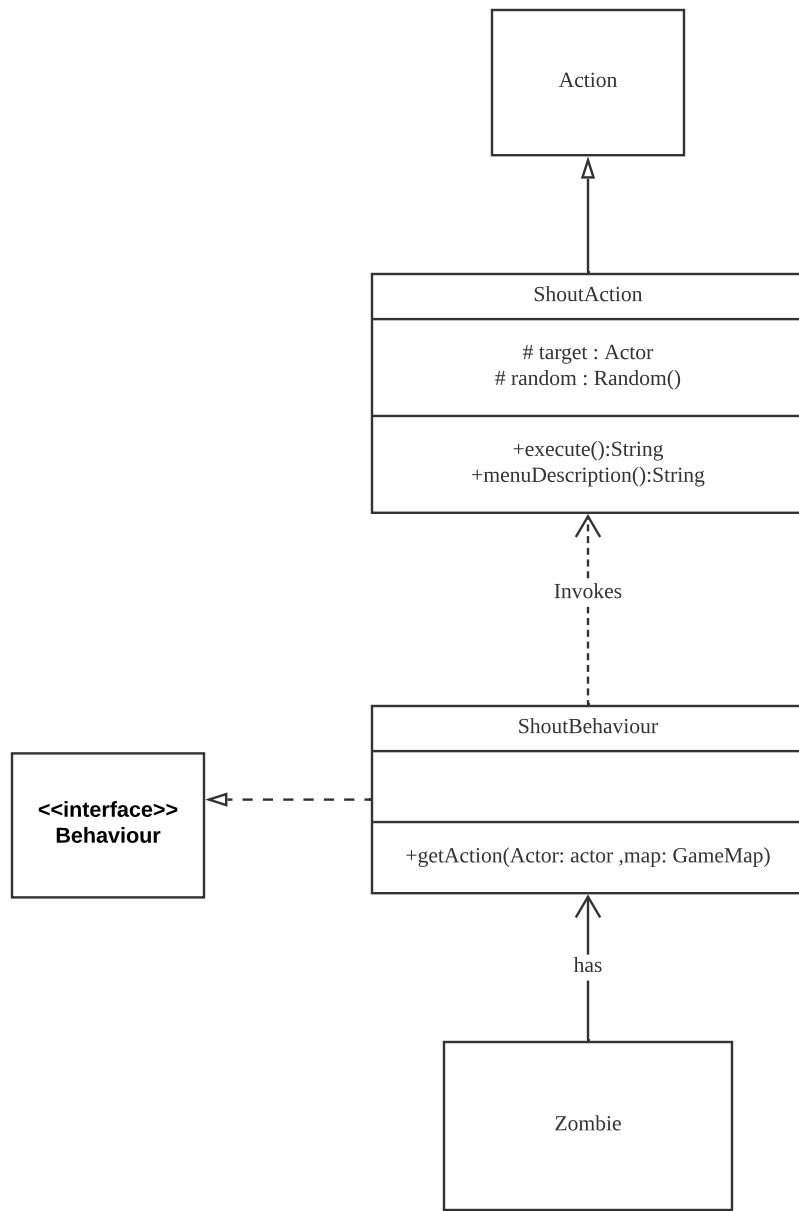 Action
ShoutAction
# target : Actor
# random : Random()
+execute():String
+menuDescription():String
Invokes
ShoutBehaviour
<<interface>>
Behaviour
+getAction(Actor: actor ,map: GameMap)
has
Zombie